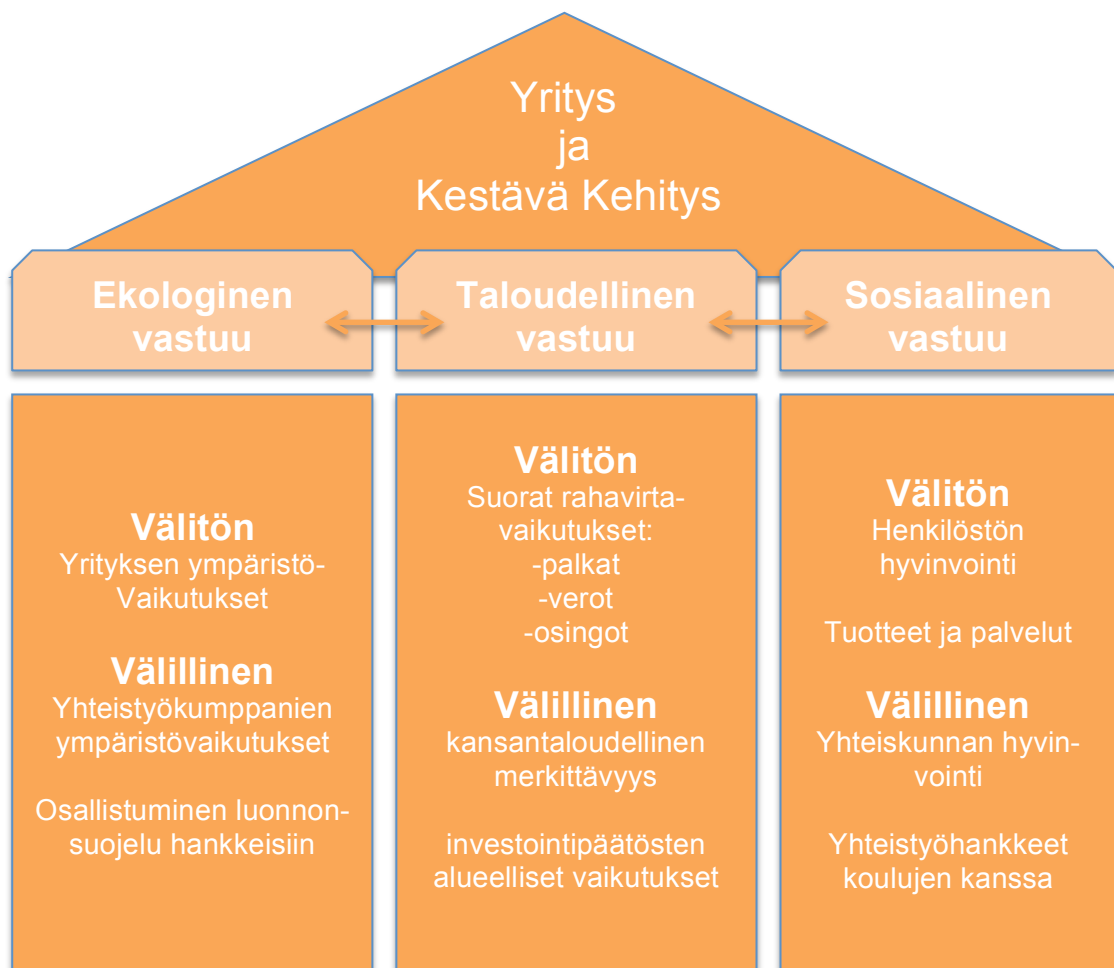 Yritys
ja
Kestävä Kehitys
Ekologinen
vastuu
Taloudellinen
vastuu
Sosiaalinen
vastuu
Välitön
Yrityksen ympäristö-
Vaikutukset
Välillinen
Yhteistyökumppanien
ympäristövaikutukset
Osallistuminen luonnon-
suojelu hankkeisiin
Välitön
Suorat rahavirta-
vaikutukset:
-palkat
-verot
-osingot
Välillinen
kansantaloudellinen
merkittävyys
investointipäätösten
alueelliset vaikutukset
Välitön
Henkilöstön
hyvinvointi
Tuotteet ja palvelut
Välillinen
Yhteiskunnan hyvin-
vointi
Yhteistyöhankkeet
koulujen kanssa